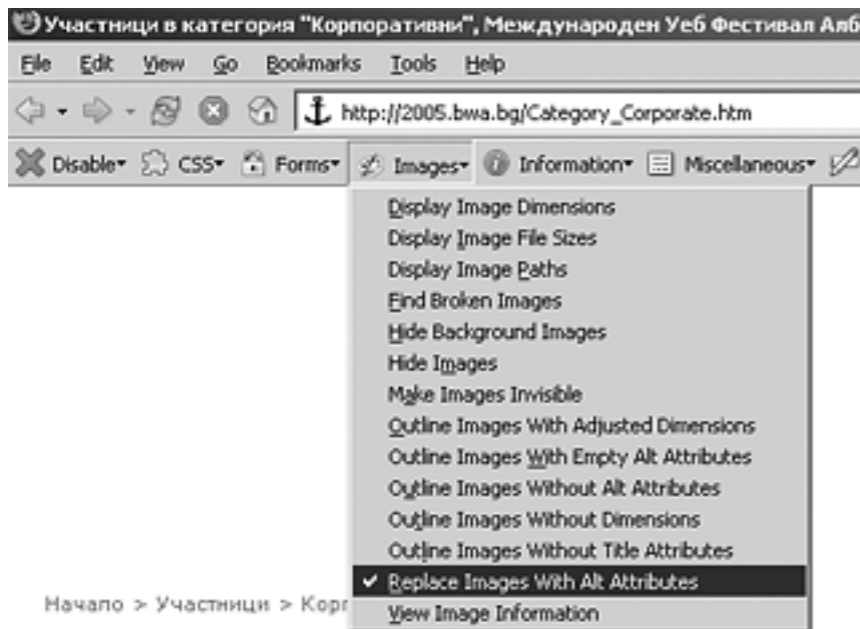 Участници в категория "Корпоративни", Международен Уеб Фестивал Алб
File Edit View Go Bookmarks Tools Help
http://2005.bwa.bg/Category_Corporate.htm
Disable CSS Forms Images Information Miscellaneous
Display Image Dimensions
Display Image File Sizes
Display Image Paths
Find Broken Images
Hide Background Images
Hide Images
Make Images Invisible
Outline Images With Adjusted Dimensions
Outline Images With Empty Alt Attributes
Outline Images Without Alt Attributes
Outline Images Without Dimensions
Outline Images Without Title Attributes
Replace Images With Alt Attributes
View Image Information
Начало > Участници > Корп